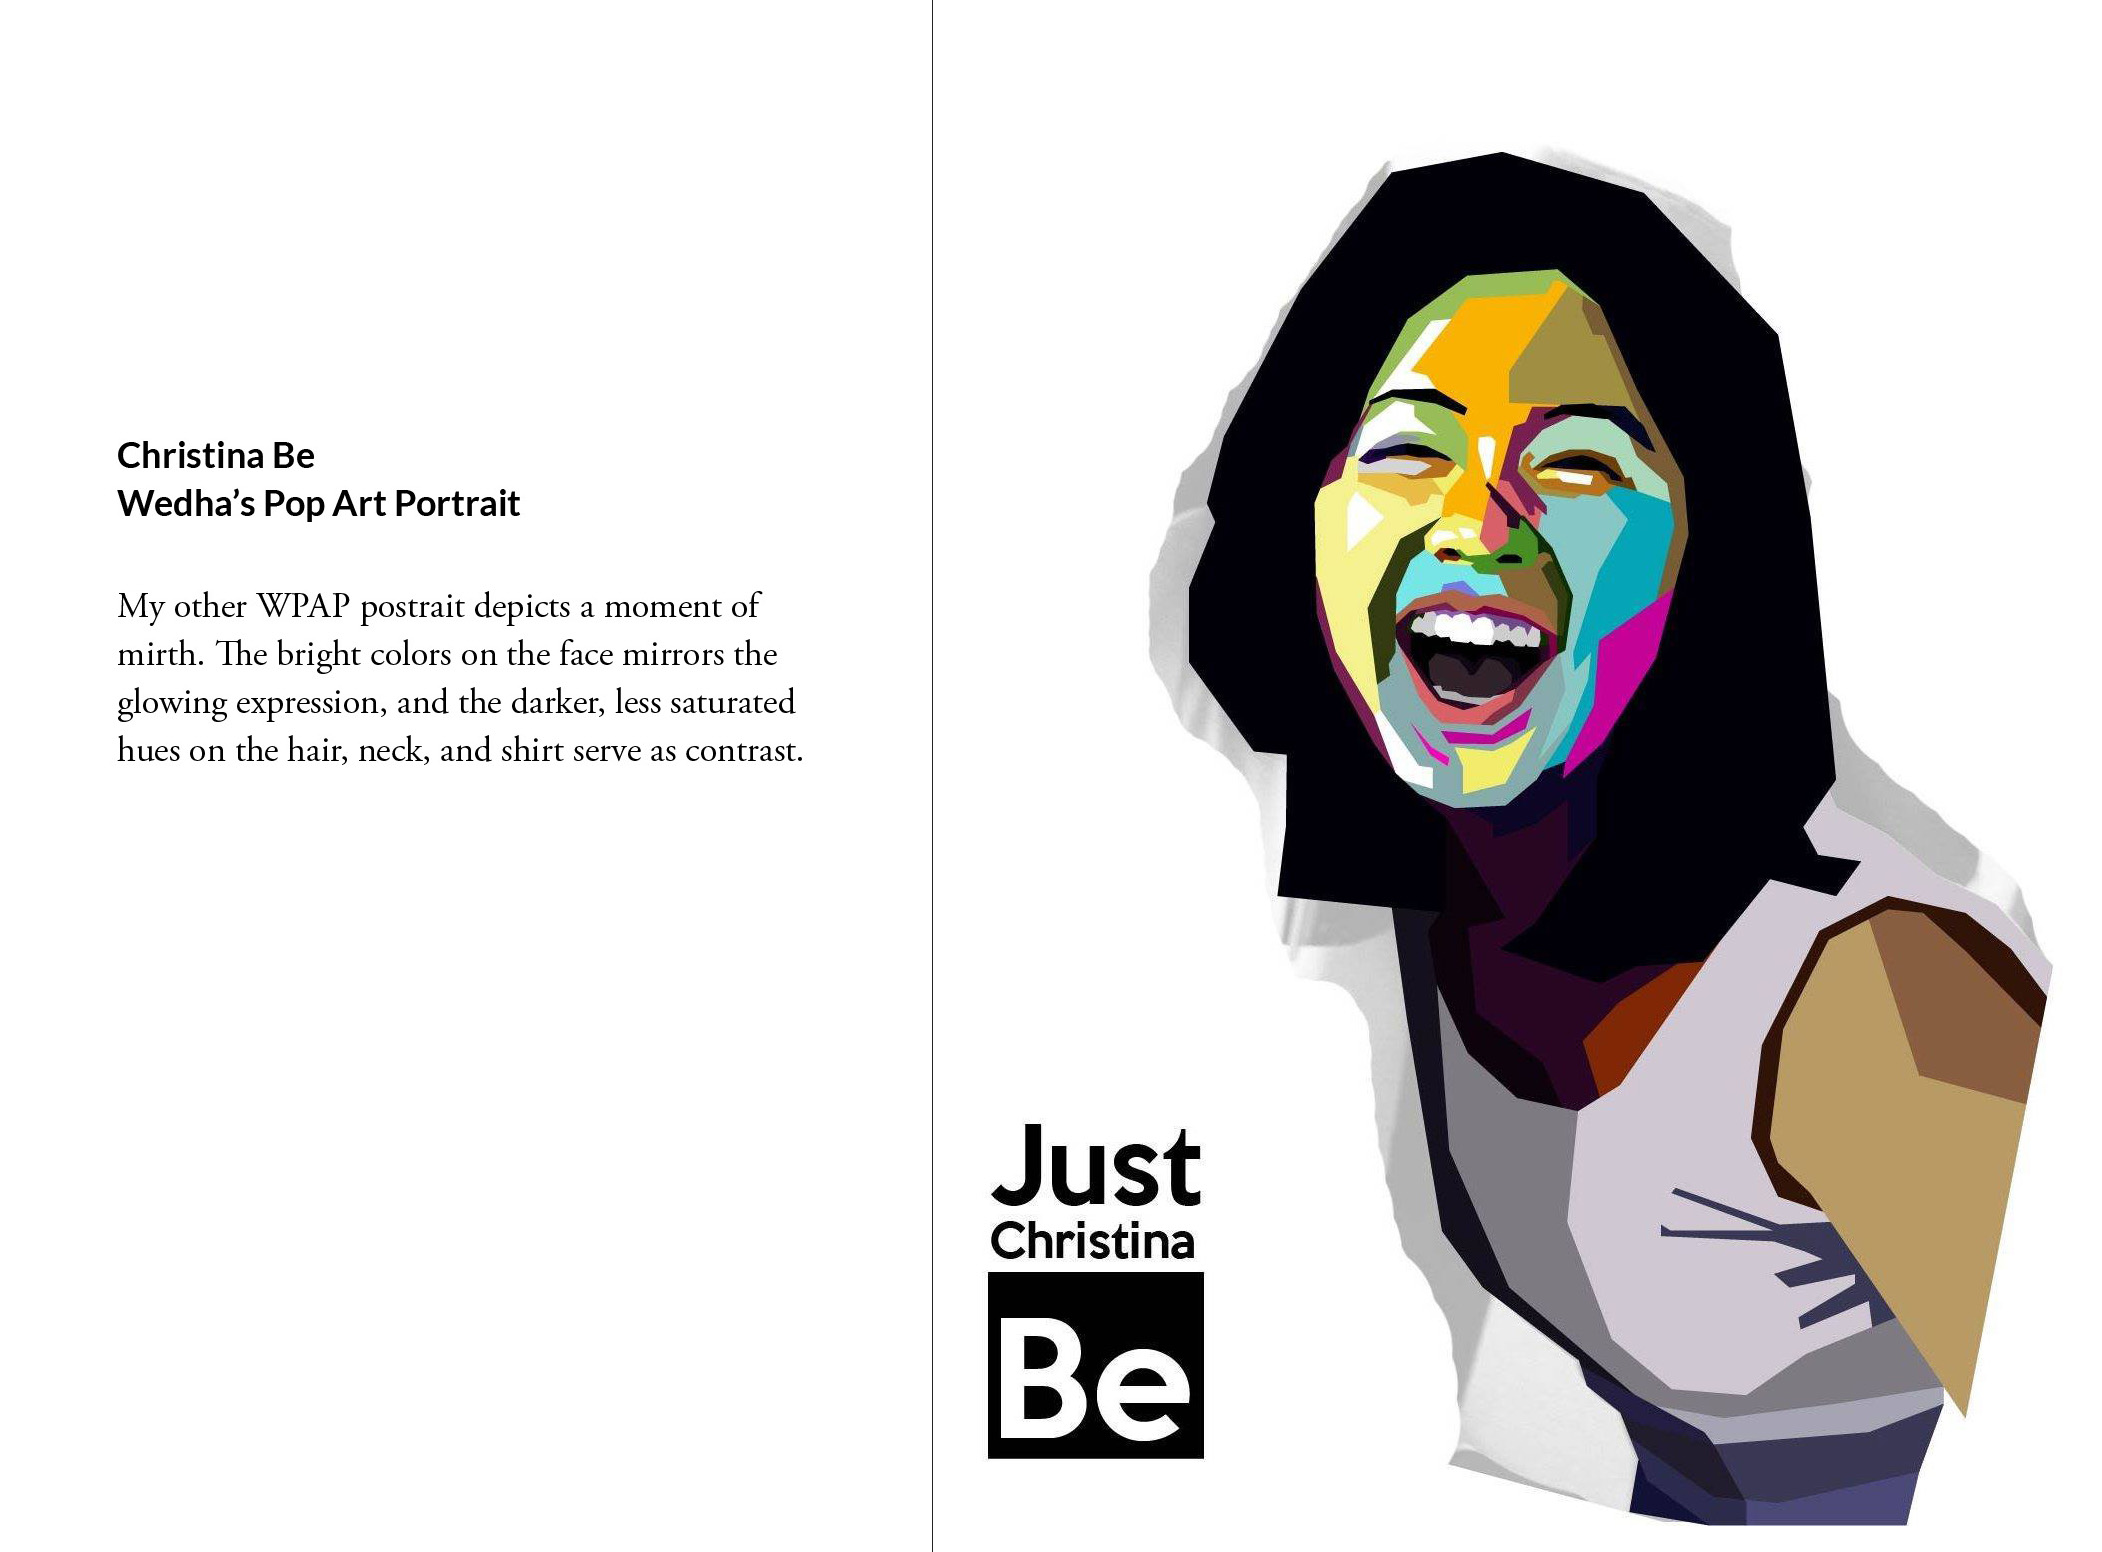 Christina Be
Wedha’s Pop Art Portrait
My other WPAP postrait depicts a moment of
mirth. The bright colors on the face mirrors the
glowing expression, and the darker, less saturated
hues on the hair, neck, and shirt serve as contrast.
Just
Christina
Be